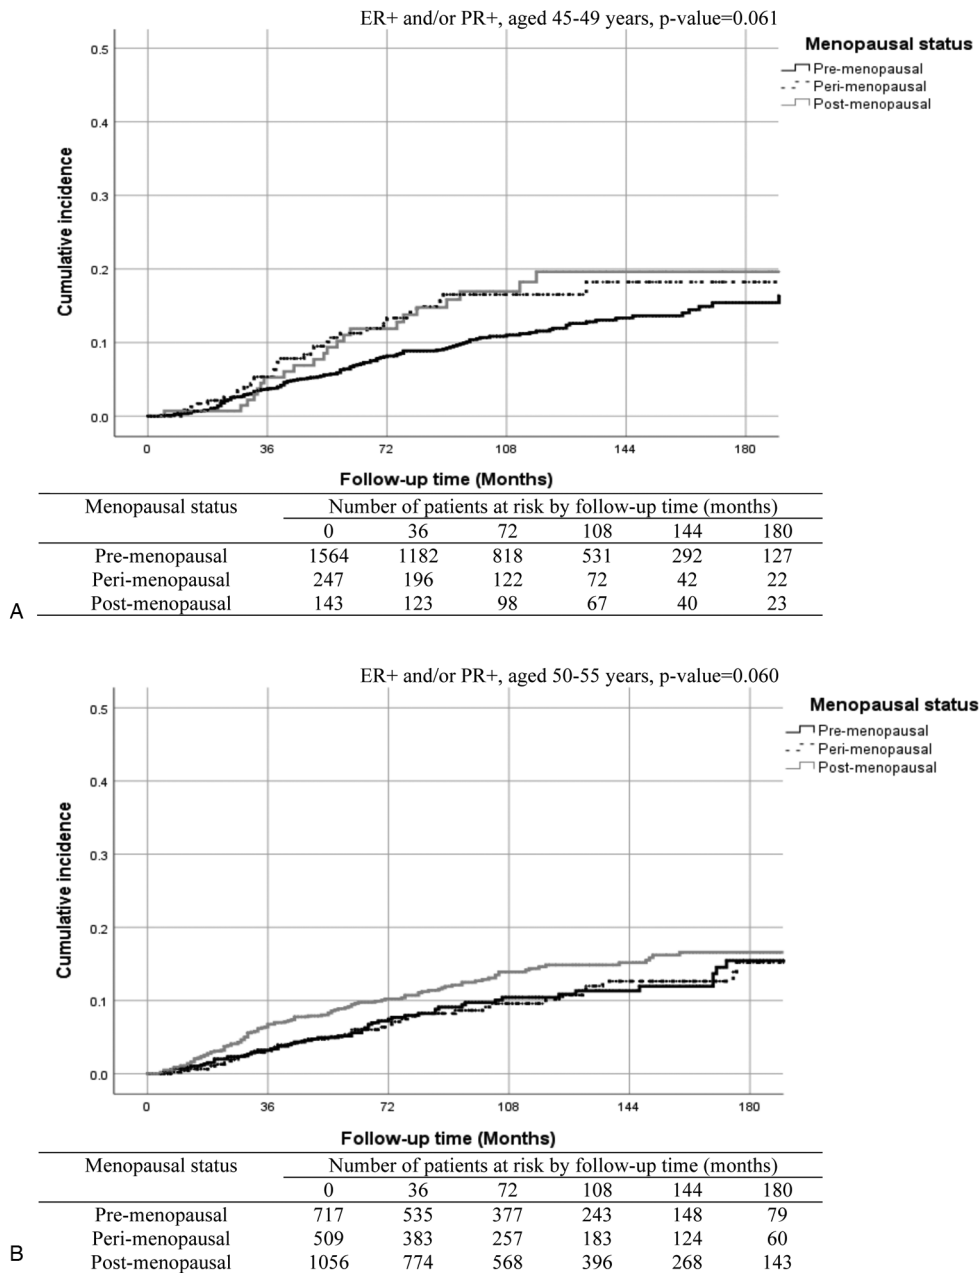 ER+ and/or PR+, aged 45-49 years, p-value=0.061
Menopausal status
Pre-menopausal
Peri-menopausal
Post-menopausal
Cumulative incidence
0.5
0.4
0.3
0.2
0.1
0.0
0 36 72 108 144 180
Follow-up time (Months)
Menopausal status Number of patients at risk by follow-up time (months)
0 36 72 108 144 180
Pre-menopausal 1564 1182 818 531 292 127
Peri-menopausal 247 196 122 72 42 22
Post-menopausal 143 123 98 67 40 23
A
ER+ and/or PR+, aged 50-55 years, p-value=0.060
Menopausal status
Pre-menopausal
Peri-menopausal
Post-menopausal
Cumulative incidence
0.5
0.4
0.3
0.2
0.1
0.0
0 36 72 108 144 180
Follow-up time (Months)
Menopausal status Number of patients at risk by follow-up time (months)
0 36 72 108 144 180
Pre-menopausal 717 535 377 243 148 79
Peri-menopausal 509 383 257 183 124 60
Post-menopausal 1056 774 568 396 268 143
B